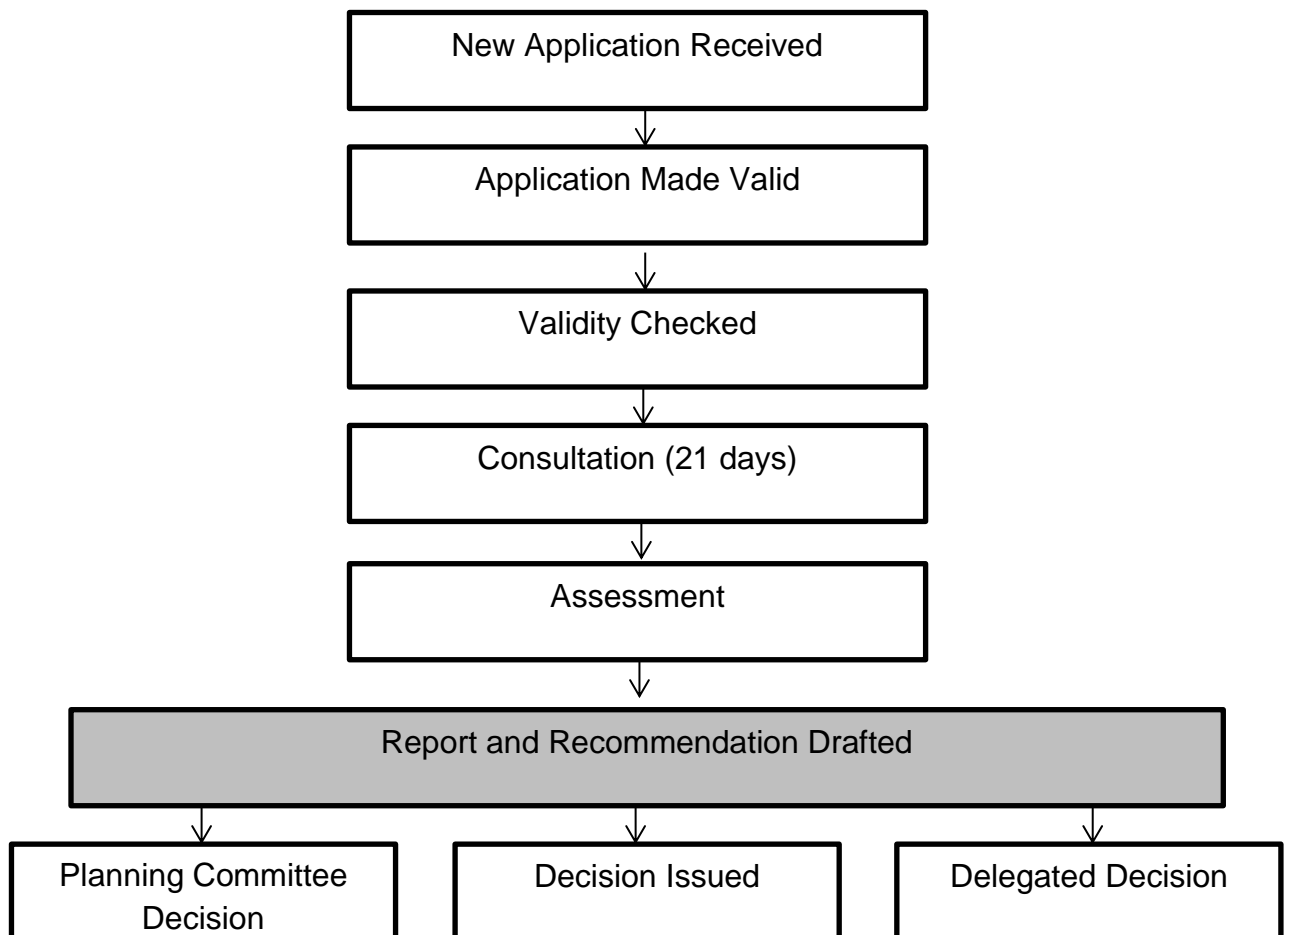 New Application Received
Application Made Valid
Validity Checked
Consultation (21 days)
Assessment
Report and Recommendation Drafted
Planning Committee
Decision
Decision Issued
Delegated Decision